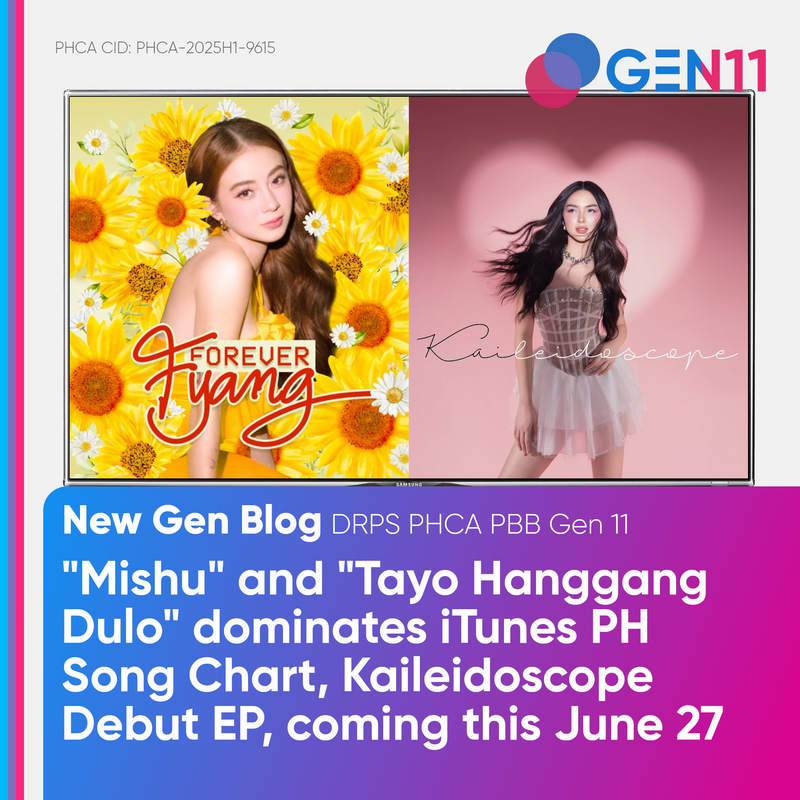 PHCA CID: PHCA-2025H1-9615
GEN11
FOREVER
Fyang
Kaileidoscope
SAMSUNG
New Gen Blog DRPS PHCA PBB Gen 11
"Mishu" and "Tayo Hanggang
Dulo" dominates iTunes PH
Song Chart, Kaileidoscope
Debut EP, coming this June 27